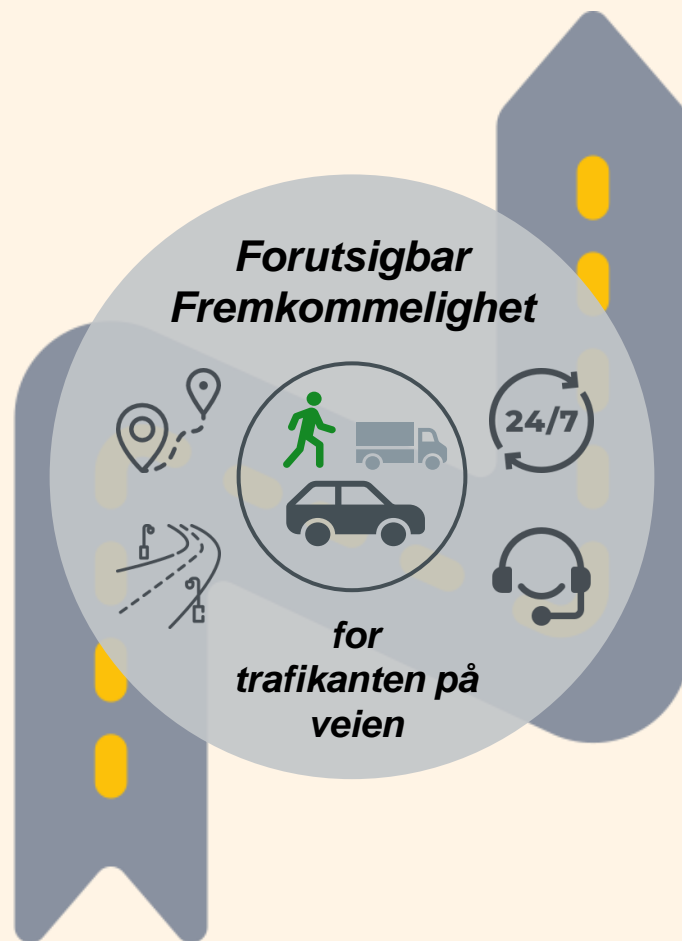 Forutsigbar
Fremkommelighet
24/7
for
trafikanten på
veien